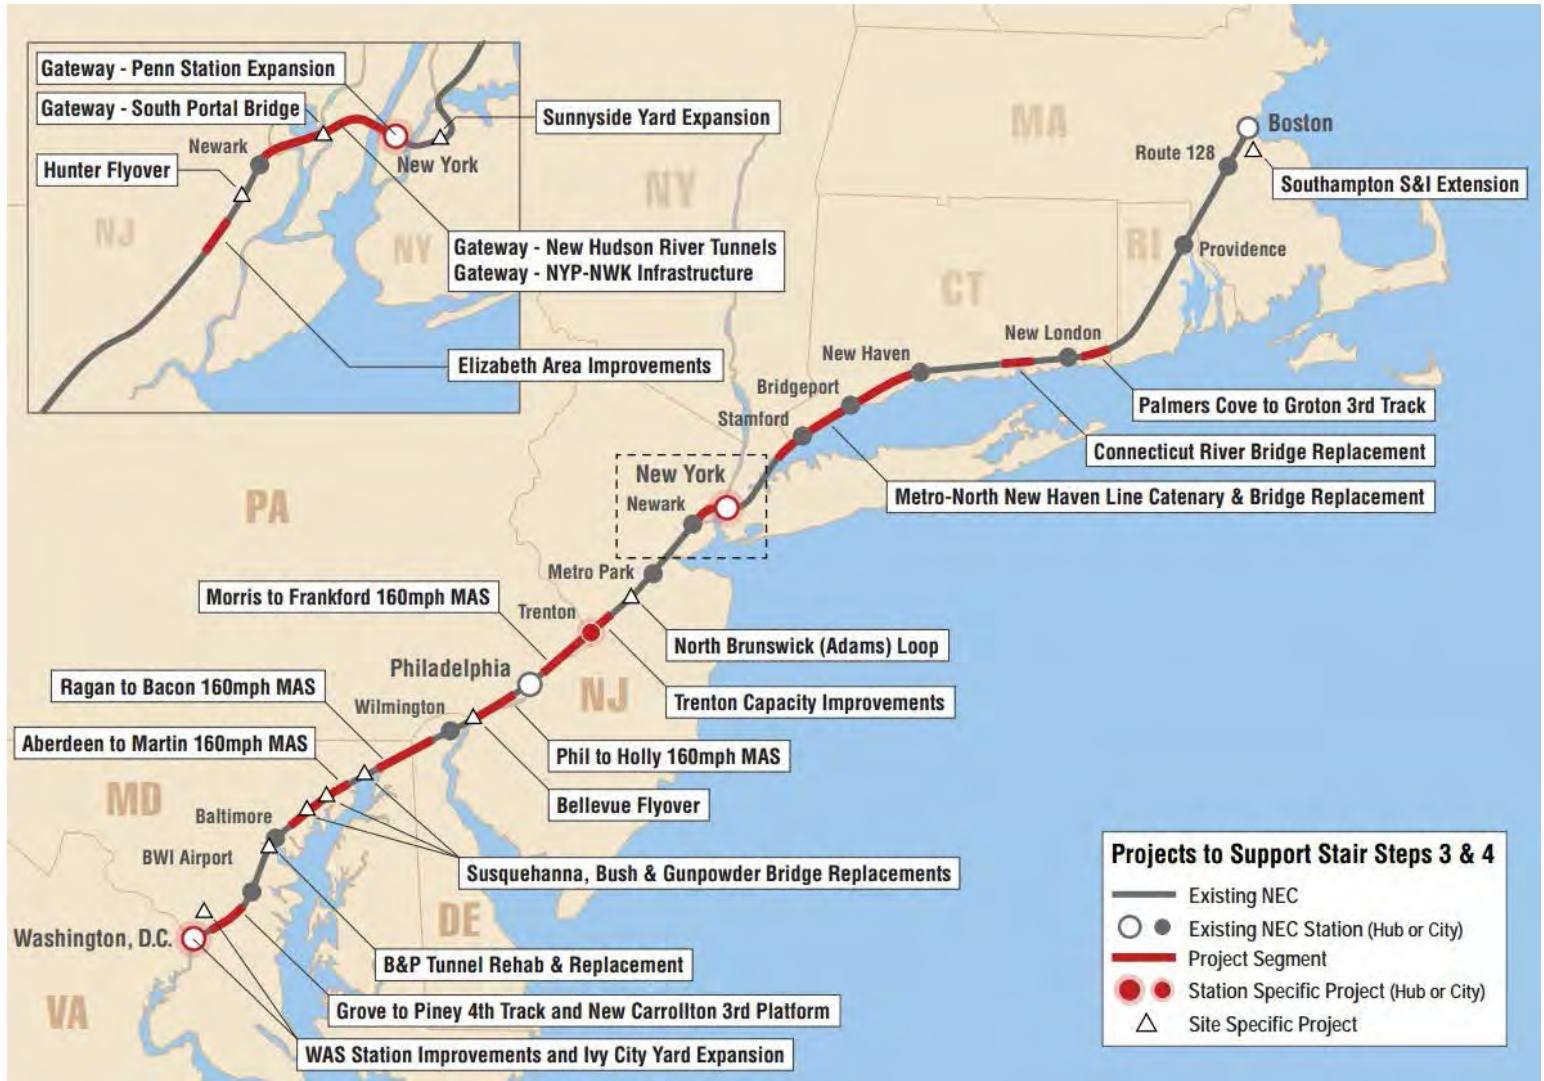 Gateway - Penn Station Expansion
Gateway - South Portal Bridge
Newark
Hunter Flyover
New York
Sunnyside Yard Expansion
NJ
NY
Gateway - New Hudson River Tunnels
Gateway - NYP-NWK Infrastructure
Elizabeth Area Improvements
NY
MA
Boston
Route 128
Southampton S&I Extension
RI
Providence
CT
New London
New Haven
Bridgeport
Stamford
Palmers Cove to Groton 3rd Track
Connecticut River Bridge Replacement
Metro-North New Haven Line Catenary & Bridge Replacement
New York
Newark
PA
Metro Park
Morris to Frankford 160mph MAS
Trenton
North Brunswick (Adams) Loop
Philadelphia
Ragan to Bacon 160mph MAS
NJ
Trenton Capacity Improvements
Wilmington
Aberdeen to Martin 160mph MAS
Phil to Holly 160mph MAS
MD
Bellevue Flyover
Baltimore
BWI Airport
Susquehanna, Bush & Gunpowder Bridge Replacements
DE
Washington, D.C.
B&P Tunnel Rehab & Replacement
VA
Grove to Piney 4th Track and New Carrollton 3rd Platform
WAS Station Improvements and Ivy City Yard Expansion
Projects to Support Stair Steps 3 & 4
Existing NEC
Existing NEC Station (Hub or City)
Project Segment
Station Specific Project (Hub or City)
Site Specific Project